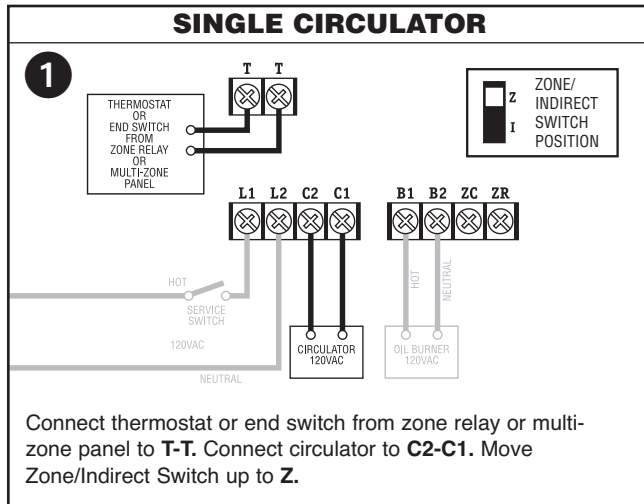 SINGLE CIRCULATOR
1
T T
THERMOSTAT
OR
END SWITCH
FROM
ZONE RELAY
OR
MULTI-ZONE
PANEL
Z
I
ZONE/
INDIRECT
SWITCH
POSITION
L1 L2 C2 C1
B1 B2 ZC ZR
HOT
SERVICE
SWITCH
120VAC
NEUTRAL
CIRCULATOR
120VAC
HOT
NEUTRAL
OIL BURNER
120VAC
Connect thermostat or end switch from zone relay or multi-
zone panel to T-T. Connect circulator to C2-C1. Move
Zone/Indirect Switch up to Z.